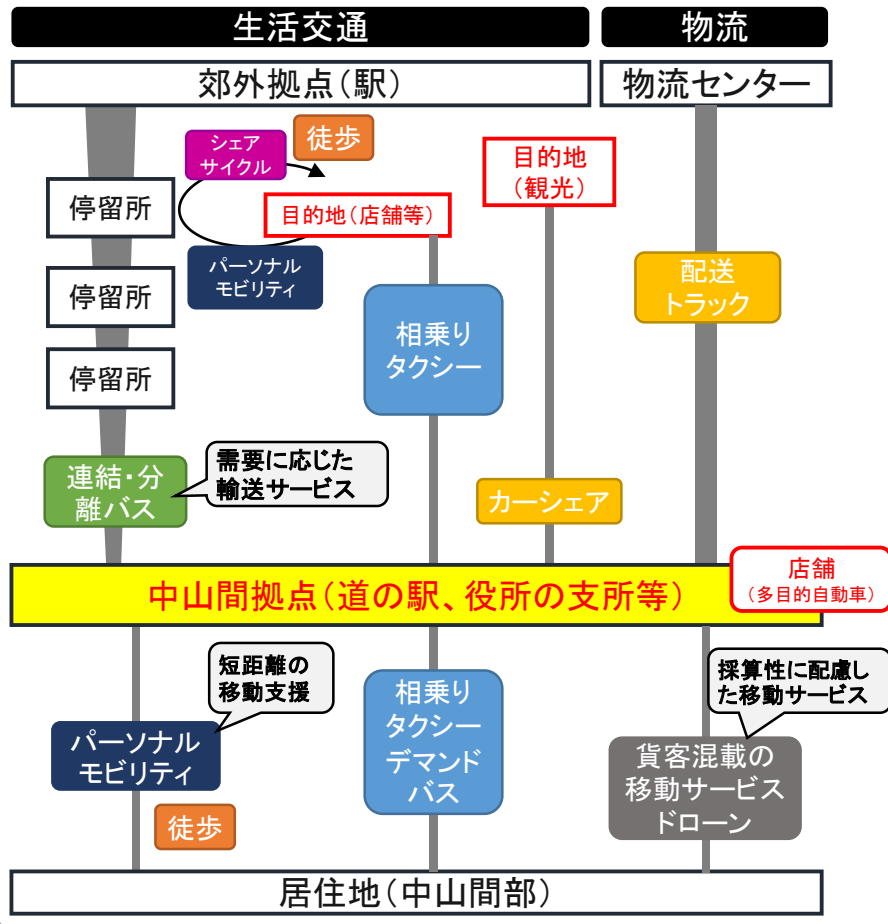 生活交通
物流
郊外拠点（駅）
物流センター
シェア
サイクル
徒歩
目的地
（観光）
停留所
目的地（店舗等）
パーソナル
モビリティ
配送
トラック
停留所
相乗り
タクシー
停留所
連結・分
離バス
需要に応じた
輸送サービス
カーシェア
中山間拠点（道の駅、役所の支所等）
店舗
（多目的自動車）
短距離の
移動支援
パーソナル
モビリティ
徒歩
相乗り
タクシー
デマンド
バス
採算性に配慮し
た移動サービス
貨客混載の
移動サービス
ドローン
居住地（中山間部）